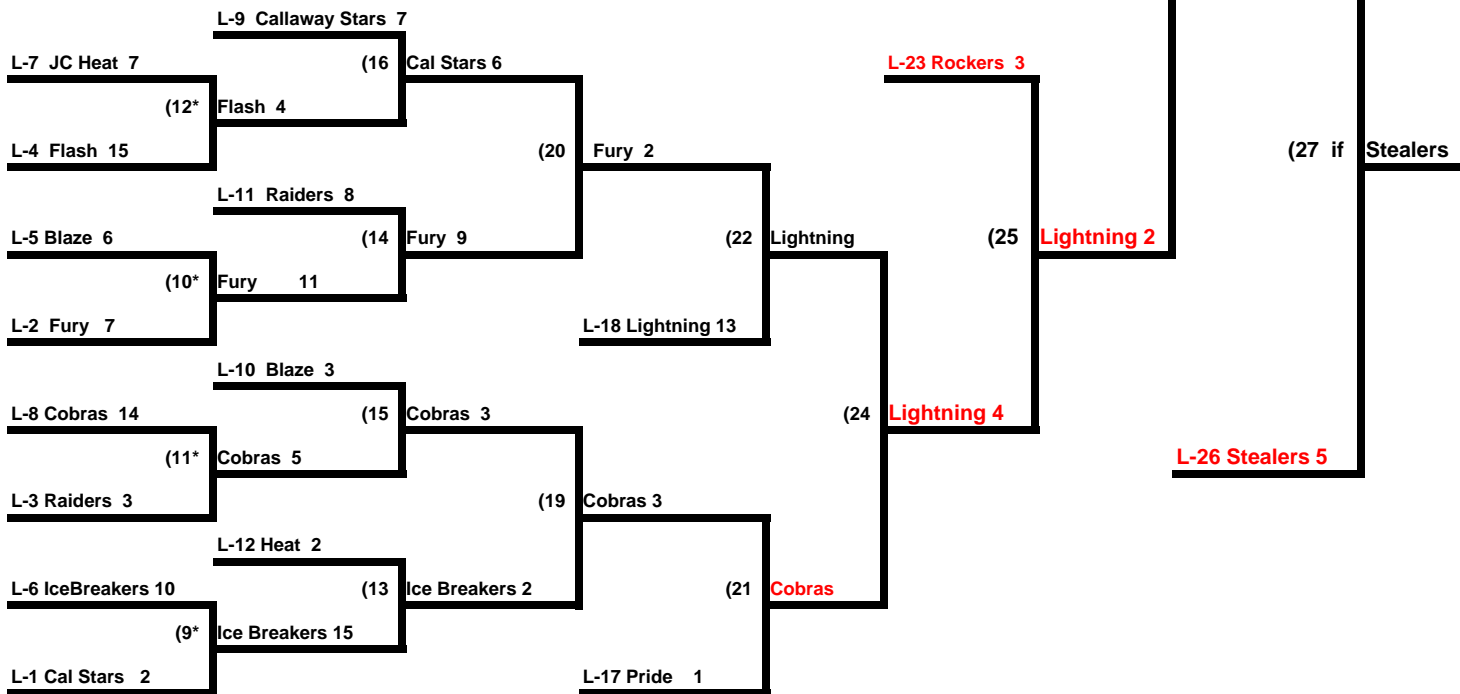 L-9 Callaway Stars 7
L-7 JC Heat 7
(16
Cal Stars 6
L-23 Rockers 3
(12*
Flash 4
L-4 Flash 15
(20
Fury 2
(27 if
Stealers
L-11 Raiders 8
L-5 Blaze 6
(14
Fury 9
(22
Lightning
(25
Lightning 2
(10*
Fury 11
L-2 Fury 7
L-18 Lightning 13
L-10 Blaze 3
L-8 Cobras 14
(15
Cobras 3
(24
Lightning 4
(11*
Cobras 5
L-26 Stealers 5
L-3 Raiders 3
(19
Cobras 3
L-12 Heat 2
L-6 IceBreakers 10
(13
Ice Breakers 2
(21
Cobras
(9*
Ice Breakers 15
L-1 Cal Stars 2
L-17 Pride 1